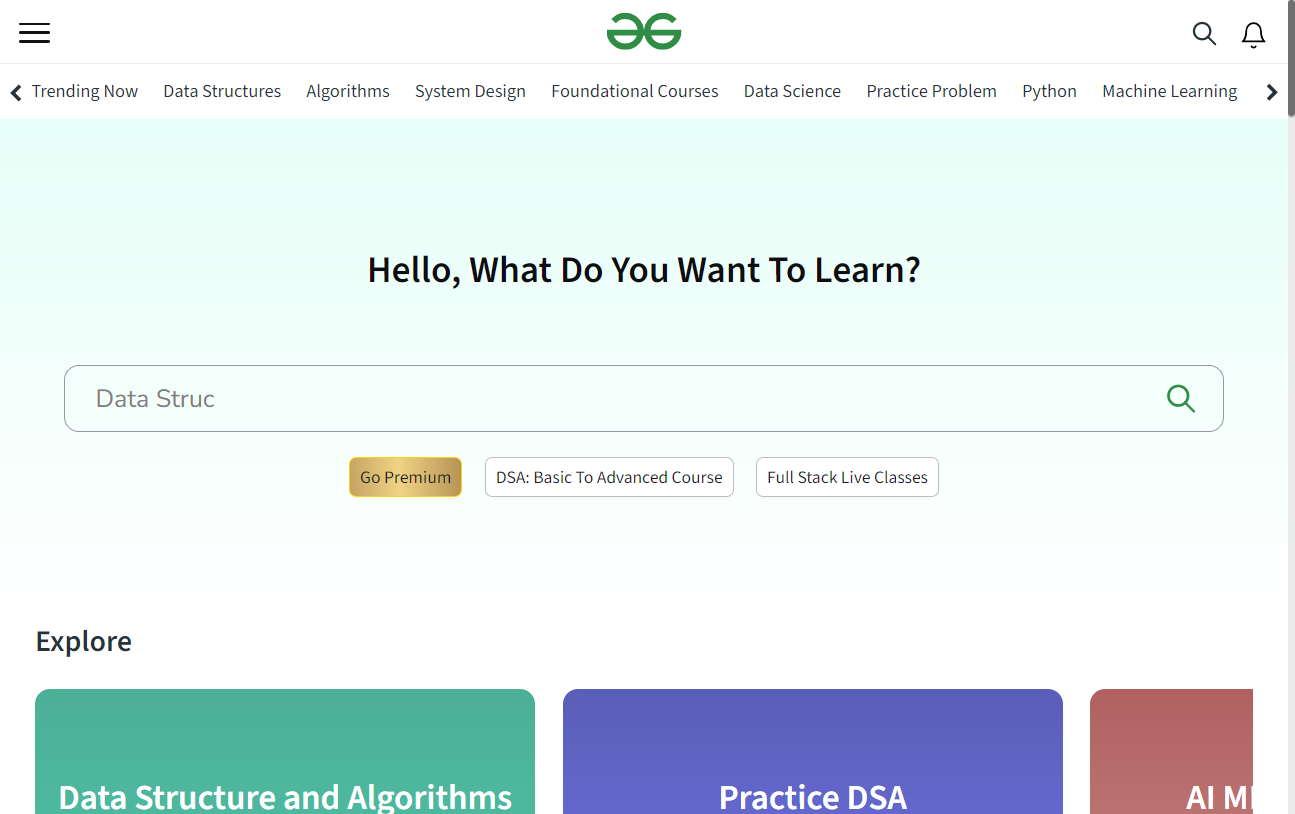 Trending Now Data Structures Algorithms System Design Foundational Courses Data Science Practice Problem Python Machine Learning
Hello, What Do You Want To Learn?
Data Struc
Go Premium DSA: Basic To Advanced Course Full Stack Live Classes
Explore
Data Structure and Algorithms Practice DSA AI